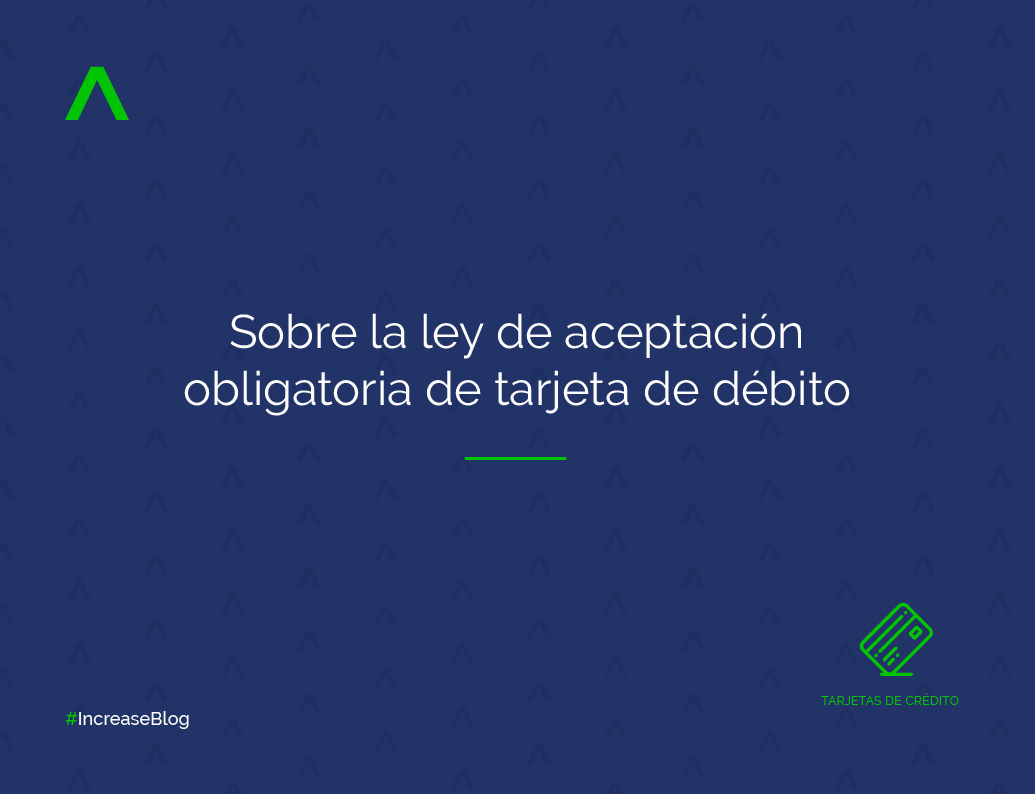 Sobre la ley de aceptación
obligatoria de tarjeta de débito
TARJETAS DE CRÉDITO
#IncreaseBlog